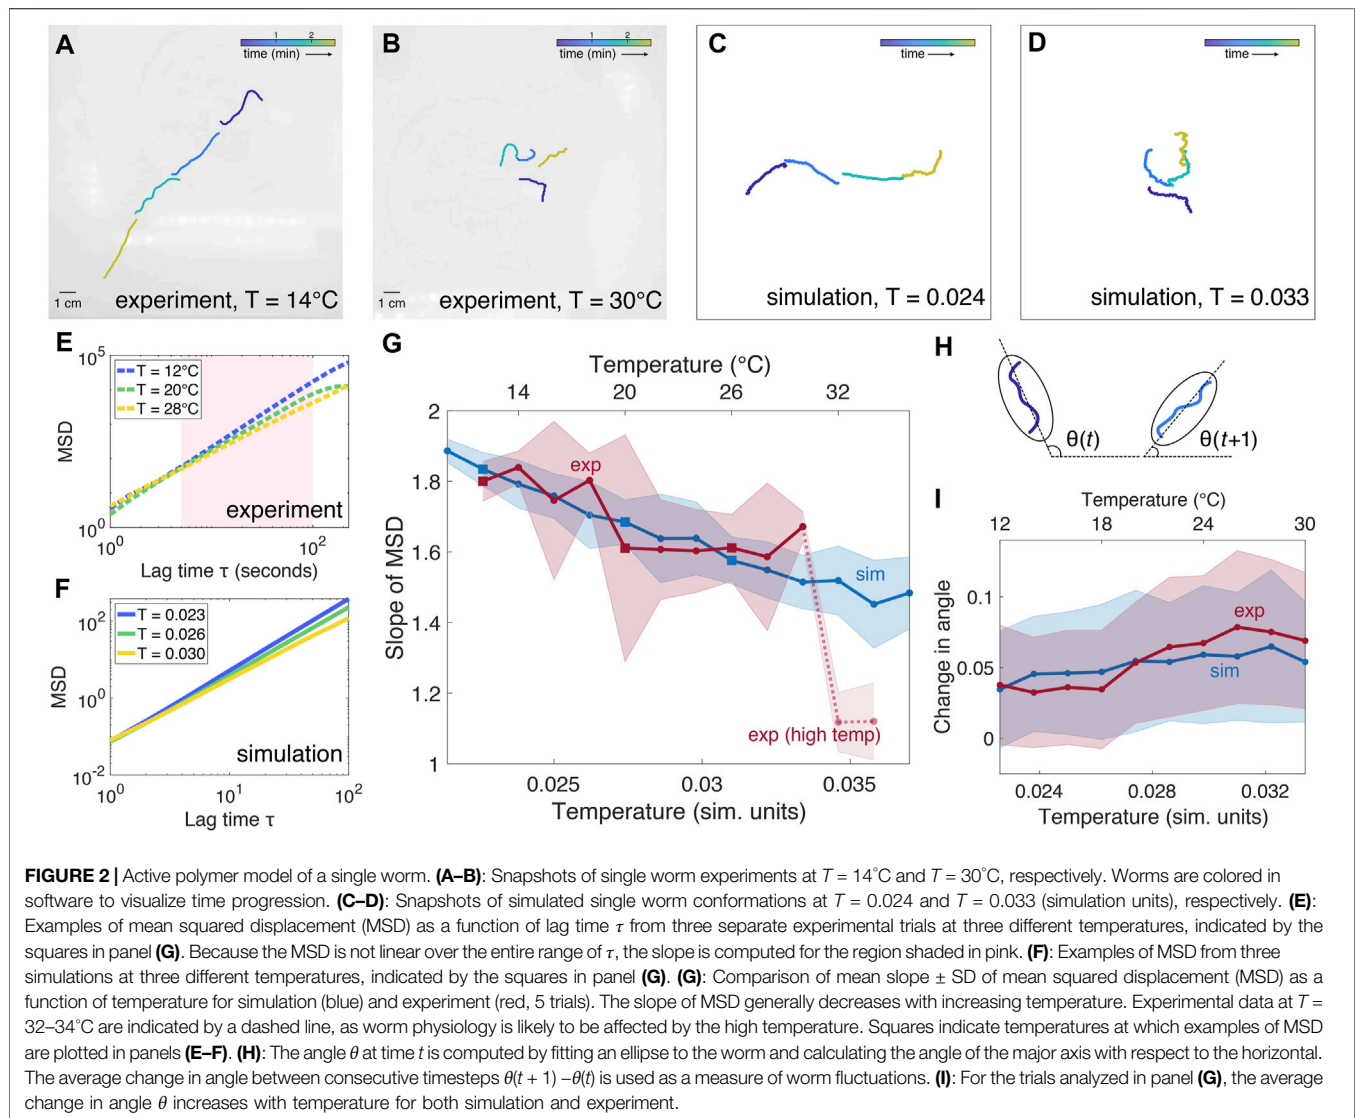 A
1 2
time (min)
1 cm
experiment, T = 14°C
B
1 2
time (min)
1 cm
experiment, T = 30°C
C
time
simulation, T = 0.024
D
time
simulation, T = 0.033
E
10^5
10^0
MSD
T = 12°C
T = 20°C
T = 28°C
experiment
10^0 10^2
Lag time τ (seconds)
F
10^2
10^0
10^-2
MSD
T = 0.023
T = 0.026
T = 0.030
simulation
10^0 10^1 10^2
Lag time τ
G
Temperature (°C)
14 20 26 32
2
1.8
1.6
1.4
1.2
1
Slope of MSD
exp
sim
exp (high temp)
0.025 0.03 0.035
Temperature (sim. units)
H
θ(t) θ(t+1)
I
Temperature (°C)
12 18 24 30
0.1
0.05
0
Change in angle
exp
sim
0.024 0.028 0.032
Temperature (sim. units)
FIGURE 2 | Active polymer model of a single worm. (A–B): Snapshots of single worm experiments at T = 14°C and T = 30°C, respectively. Worms are colored in
software to visualize time progression. (C–D): Snapshots of simulated single worm conformations at T = 0.024 and T = 0.033 (simulation units), respectively. (E):
Examples of mean squared displacement (MSD) as a function of lag time τ from three separate experimental trials at three different temperatures, indicated by the
squares in panel (G). Because the MSD is not linear over the entire range of τ, the slope is computed for the region shaded in pink. (F): Examples of MSD from three
simulations at three different temperatures, indicated by the squares in panel (G). (G): Comparison of mean slope ± SD of mean squared displacement (MSD) as a
function of temperature for simulation (blue) and experiment (red, 5 trials). The slope of MSD generally decreases with increasing temperature. Experimental data at T =
32–34°C are indicated by a dashed line, as worm physiology is likely to be affected by the high temperature. Squares indicate temperatures at which examples of MSD
are plotted in panels (E–F). (H): The angle θ at time t is computed by fitting an ellipse to the worm and calculating the angle of the major axis with respect to the horizontal.
The average change in angle between consecutive timesteps θ(t + 1) –θ(t) is used as a measure of worm fluctuations. (I): For the trials analyzed in panel (G), the average
change in angle θ increases with temperature for both simulation and experiment.